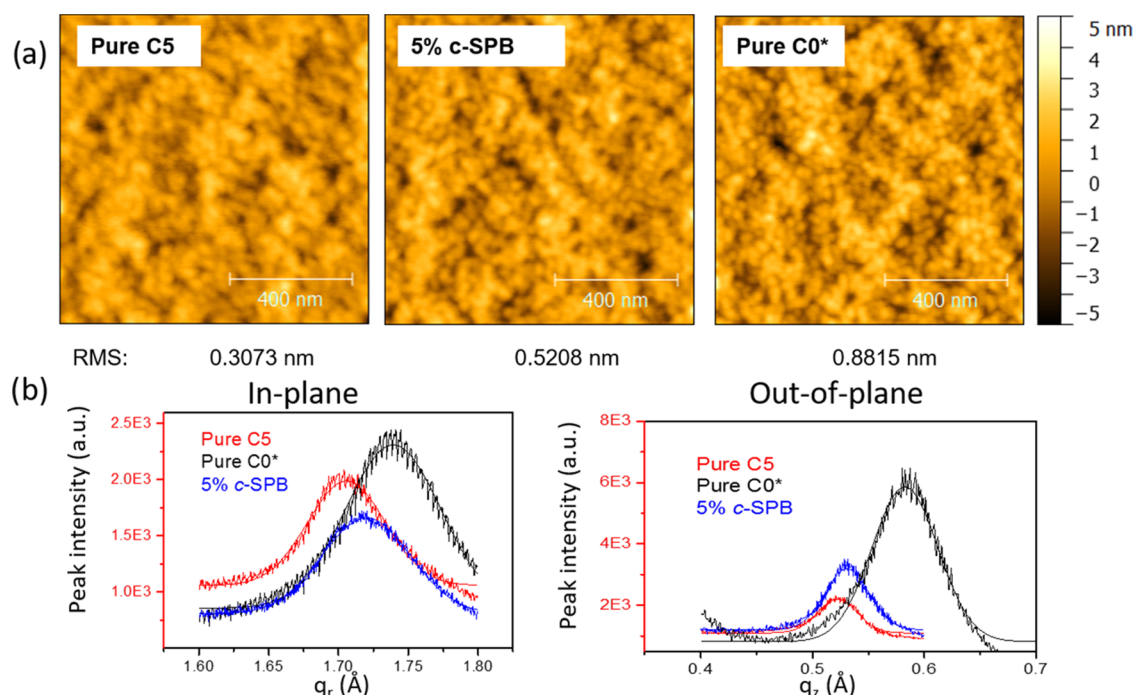 (a)
Pure C5
5% c-SPB
Pure C0*
5 nm
4
3
2
1
0
−1
−2
−3
−5
400 nm
400 nm
400 nm
RMS: 0.3073 nm 0.5208 nm 0.8815 nm
(b)
In-plane
Out-of-plane
Peak intensity (a.u.)
2.5E3
2.0E3
1.5E3
1.0E3
Pure C5
Pure C0*
5% c-SPB
1.60 1.65 1.70 1.75 1.80
qr (Å)
Peak intensity (a.u.)
8E3
6E3
4E3
2E3
Pure C5
Pure C0*
5% c-SPB
0.4 0.5 0.6 0.7
qz (Å)